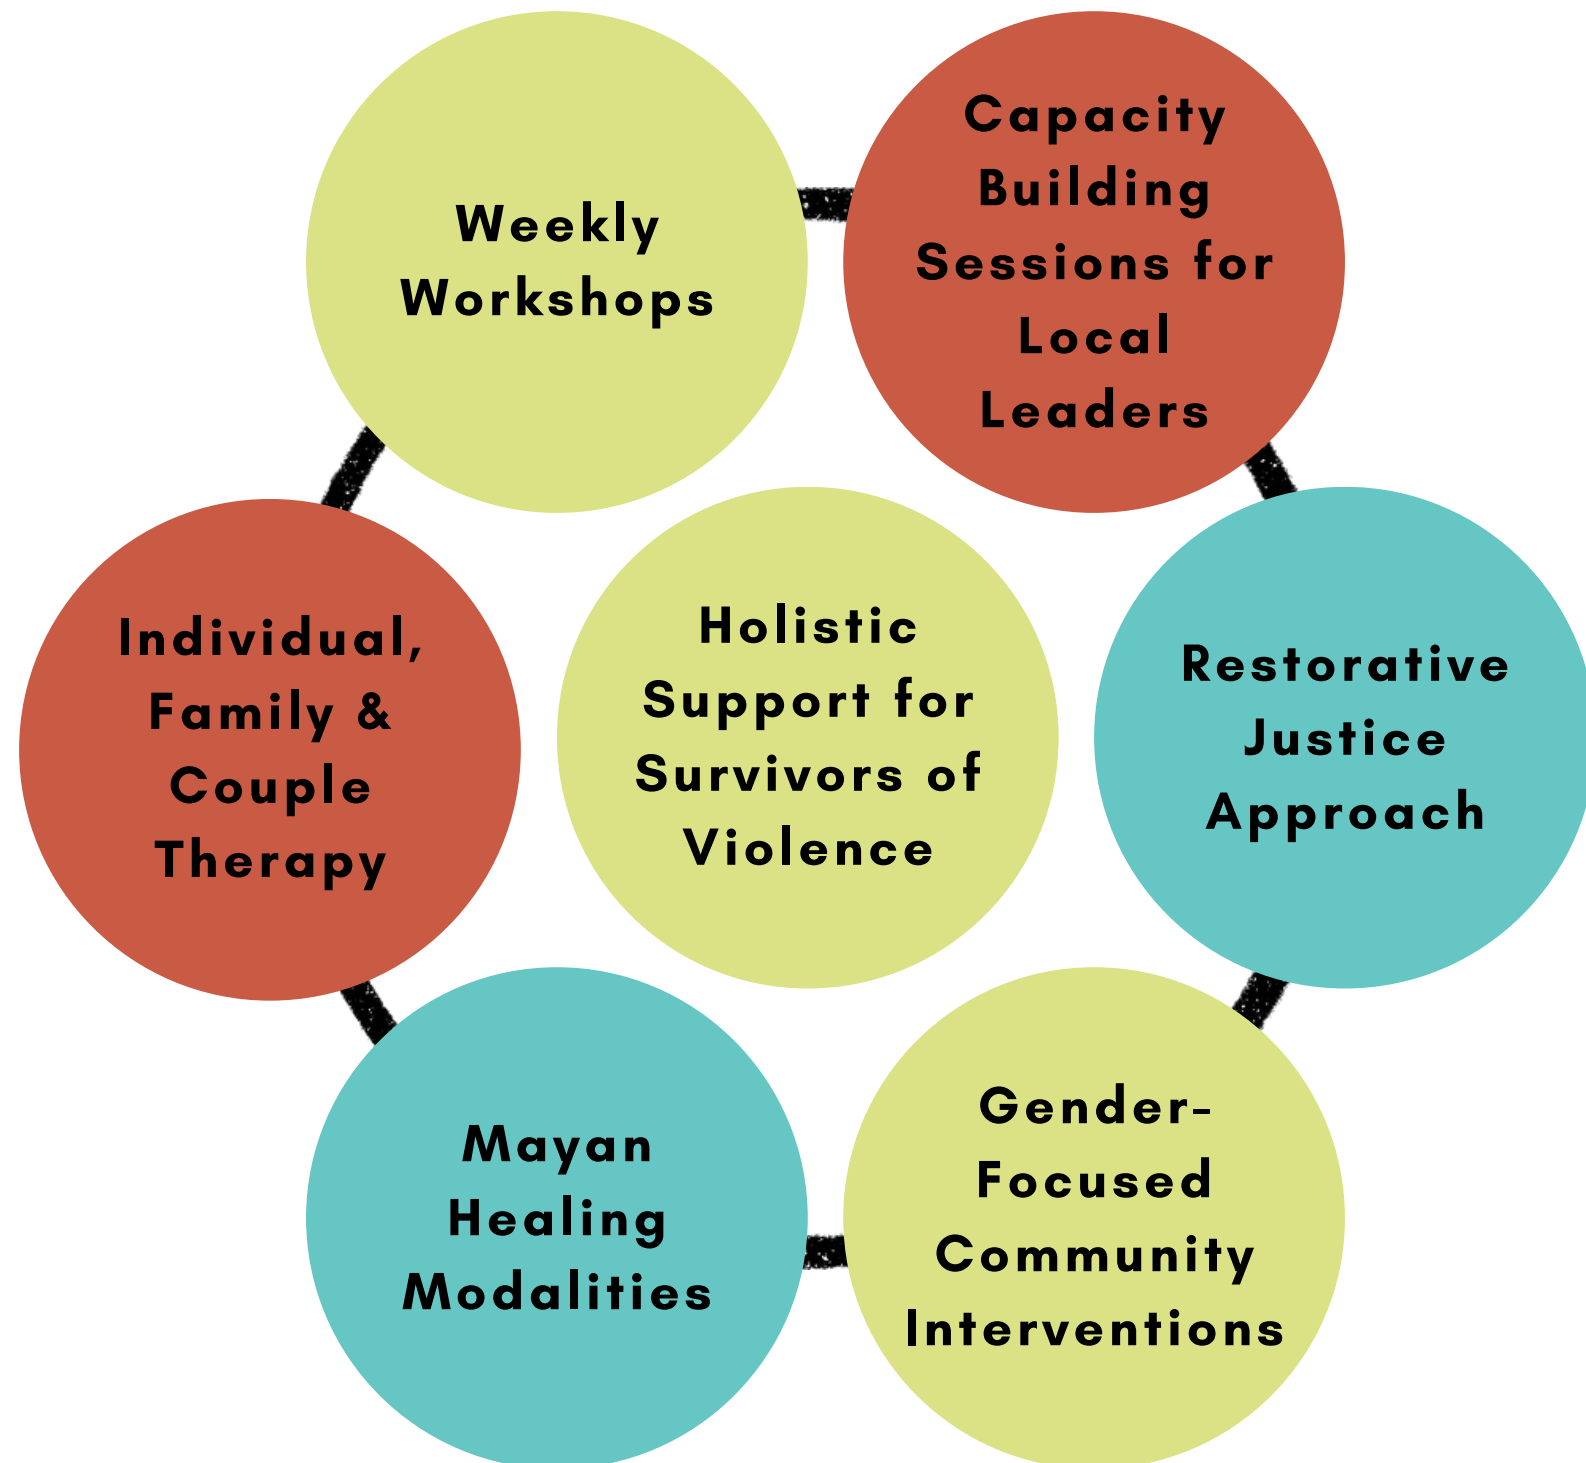 Weekly
Workshops
Capacity
Building
Sessions for
Local
Leaders
Individual,
Family &
Couple
Therapy
Holistic
Support for
Survivors of
Violence
Restorative
Justice
Approach
Mayan
Healing
Modalities
Gender-
Focused
Community
Interventions